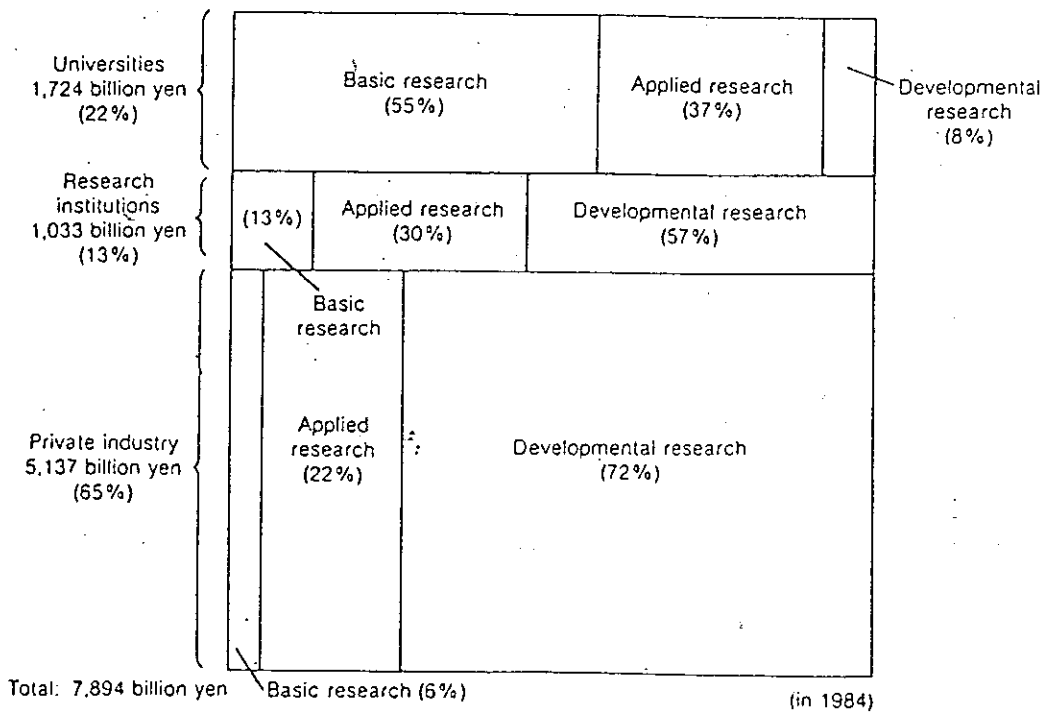 Universities
1,724 billion yen
(22%)
Basic research
(55%)
Applied research
(37%)
Developmental
research
(8%)
Research
institutions
1,033 billion yen
(13%)
(13%)
Basic
research
Applied research
(30%)
Developmental research
(57%)
Private industry
5,137 billion yen
(65%)
Applied
research
(22%)
Developmental research
(72%)
Total: 7,894 billion yen
Basic research (6%)
(in 1984)